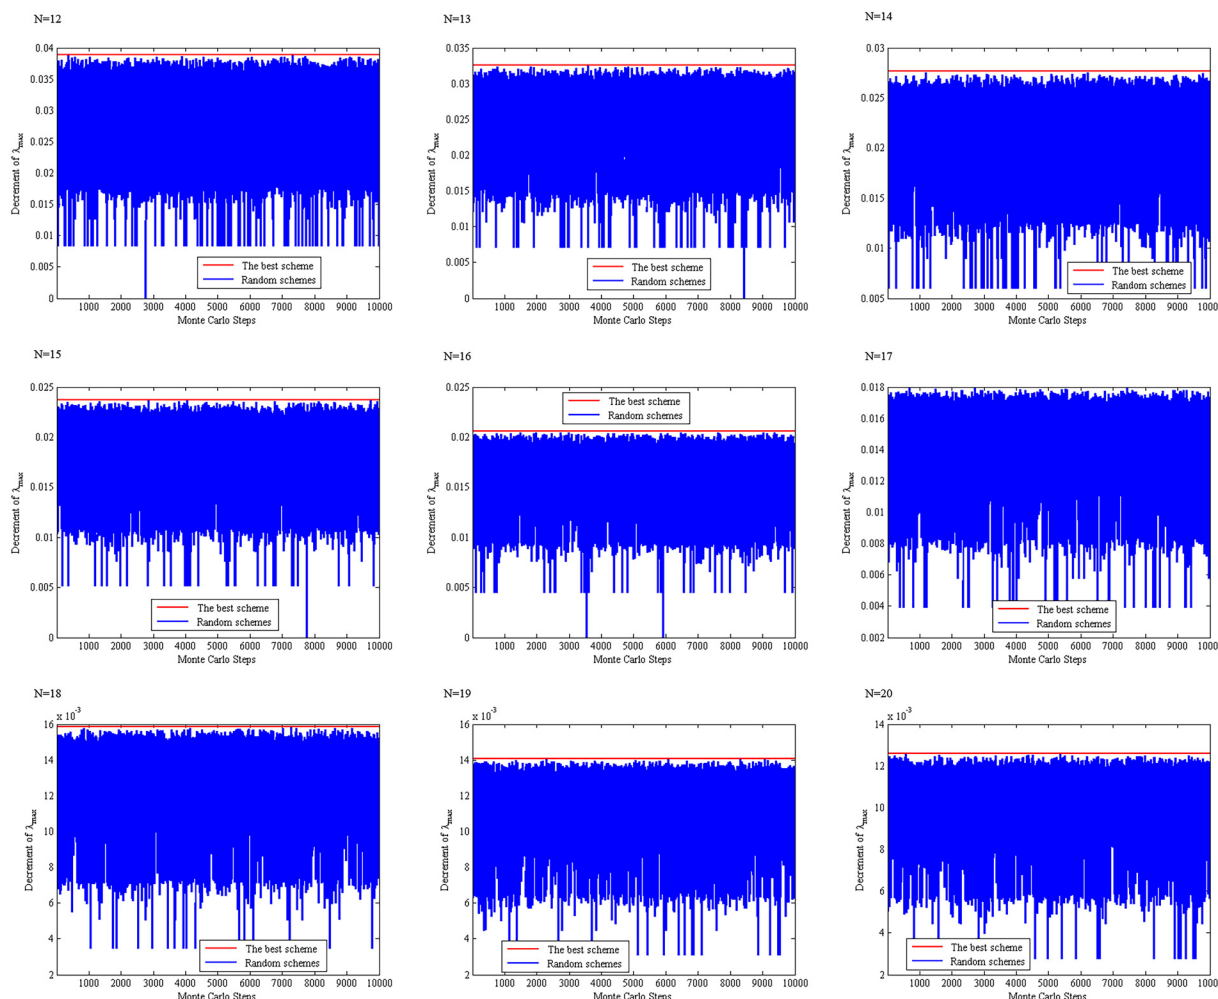 N=12
0.04
0.035
0.03
0.025
0.02
0.015
0.01
0.005
0
Decrement of λmax
The best scheme
Random schemes
1000 2000 3000 4000 5000 6000 7000 8000 9000 10000
Monte Carlo Steps
N=13
0.035
0.03
0.025
0.02
0.015
0.01
0.005
0
Decrement of λmax
The best scheme
Random schemes
1000 2000 3000 4000 5000 6000 7000 8000 9000 10000
Monte Carlo Steps
N=14
0.03
0.025
0.02
0.015
0.01
0.005
Decrement of λmax
The best scheme
Random schemes
1000 2000 3000 4000 5000 6000 7000 8000 9000 1000
Monte Carlo Steps
N=15
0.025
0.02
0.015
0.01
0.005
0
Decrement of λmax
The best scheme
Random schemes
1000 2000 3000 4000 5000 6000 7000 8000 9000 10000
Monte Carlo Steps
N=16
0.025
0.02
0.015
0.01
0.005
0
Decrement of λmax
The best scheme
Random schemes
1000 2000 3000 4000 5000 6000 7000 8000 9000 10000
Monte Carlo Steps
N=17
0.018
0.016
0.014
0.012
0.01
0.008
0.006
0.004
0.002
Decrement of λmax
The best scheme
Random schemes
1000 2000 3000 4000 5000 6000 7000 8000 9000 1000
Monte Carlo Steps
N=18
x 10-3
16
14
12
10
8
6
4
2
Decrement of λmax
The best scheme
Random schemes
1000 2000 3000 4000 5000 6000 7000 8000 9000 10000
Monte Carlo Steps
N=19
x 10-3
16
14
12
10
8
6
4
2
Decrement of λmax
The best scheme
Random schemes
1000 2000 3000 4000 5000 6000 7000 8000 9000 10000
Monte Carlo Steps
N=20
x 10-3
14
12
10
8
6
4
2
Decrement of λmax
The best scheme
Random schemes
1000 2000 3000 4000 5000 6000 7000 8000 9000 1000
Monte Carlo Steps